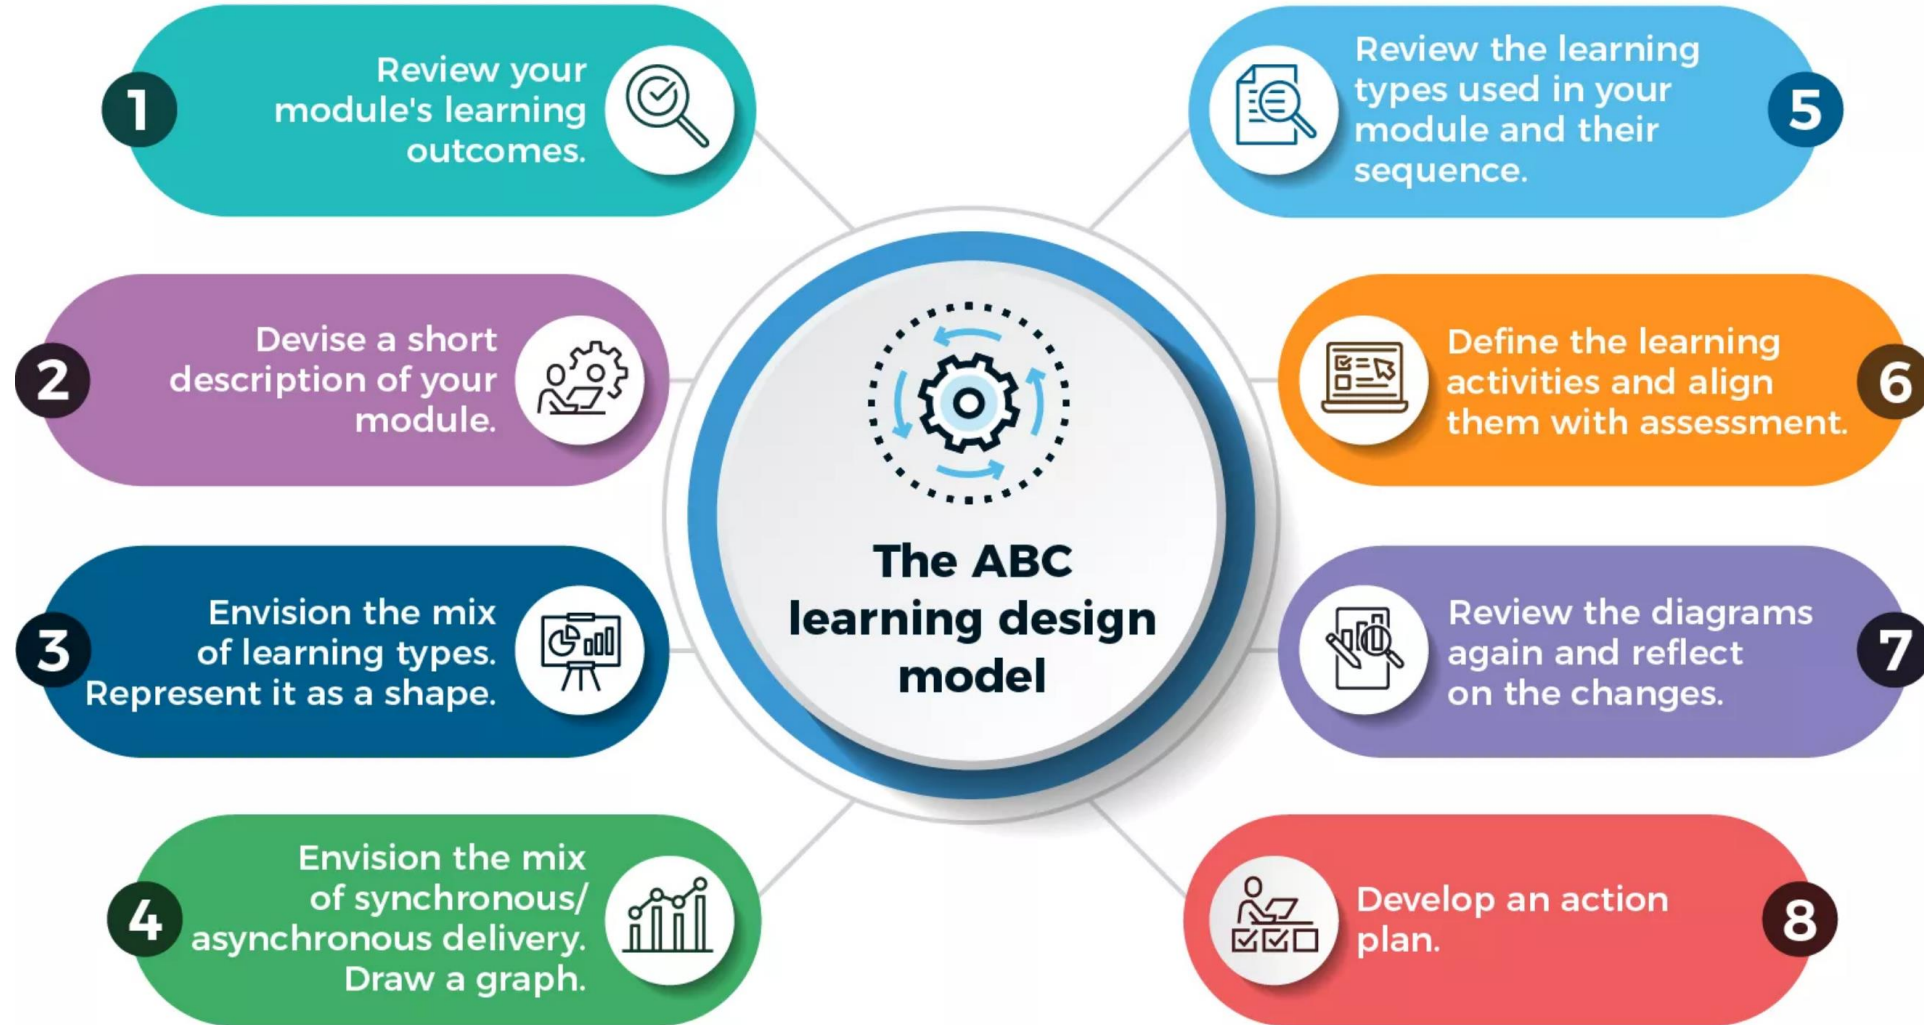 1
Review your
module's learning
outcomes.
2
Devise a short
description of your
module.
3
Envision the mix
of learning types.
Represent it as a shape.
4
Envision the mix
of synchronous/
asynchronous delivery.
Draw a graph.
The ABC
learning design
model
Review the learning
types used in your
module and their
sequence.
5
Define the learning
activities and align
them with assessment.
6
Review the diagrams
again and reflect
on the changes.
7
Develop an action
plan.
8